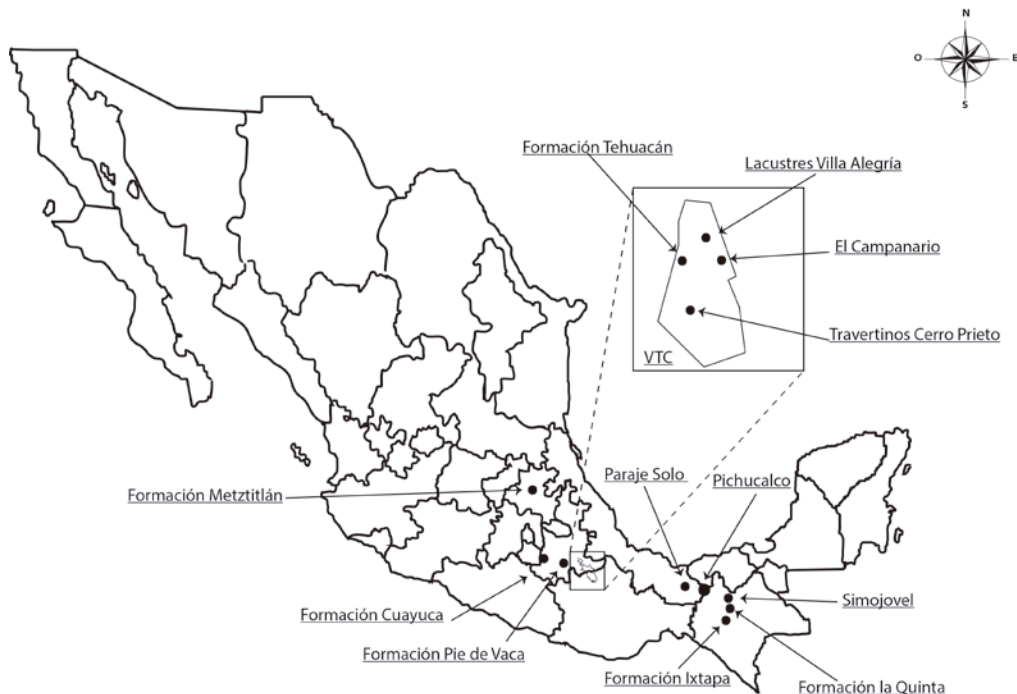 N
O
E
S
Formación Tehuacán
Lacustres Villa Alegría
El Campanario
Travertinos Cerro Prieto
VTC
Formación Metztitlán
Paraje Solo
Pichucalco
Simojovel
Formación Cuayuca
Formación Pie de Vaca
Formación Ixtapa
Formación la Quinta